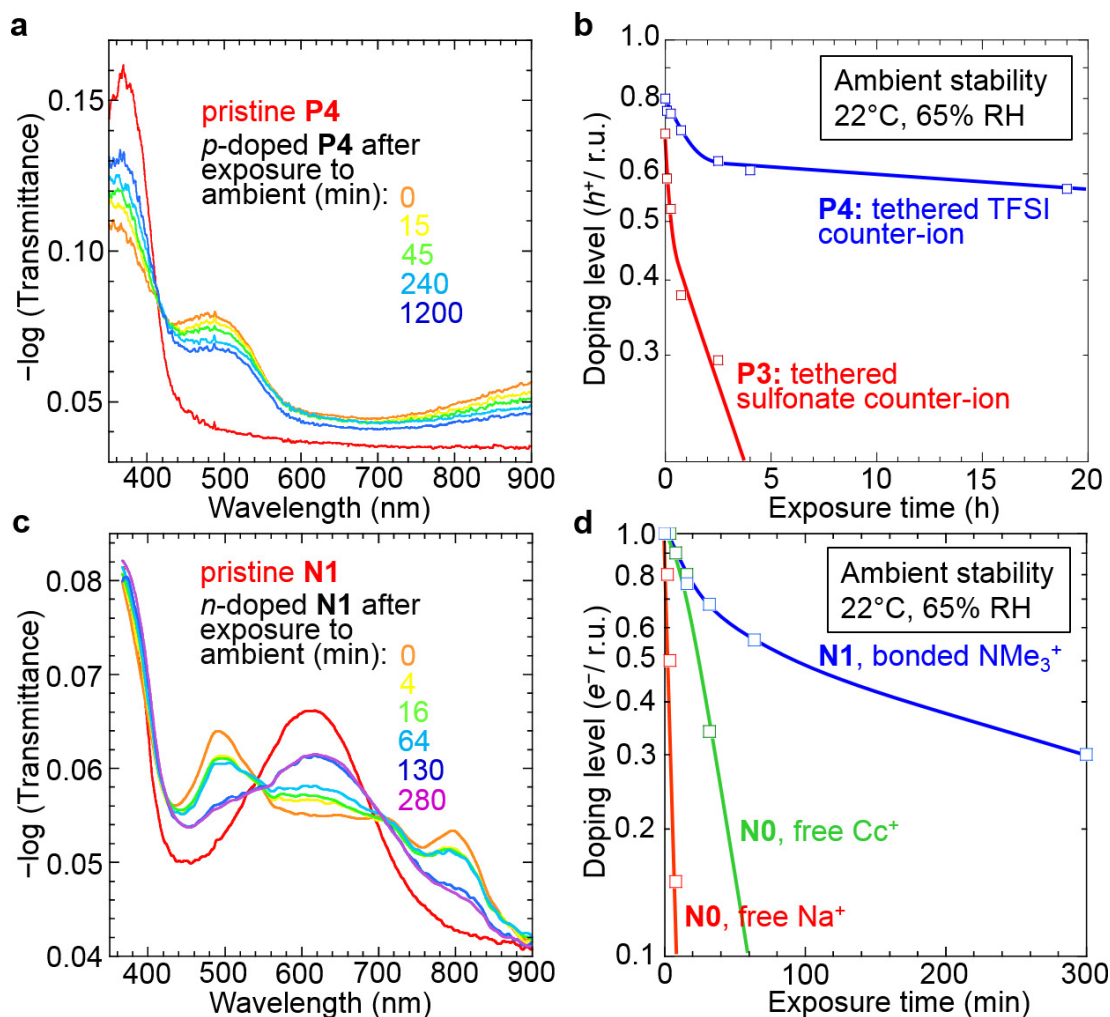 a
−log (Transmittance)
0.15
0.10
0.05
pristine P4
p-doped P4 after
exposure to
ambient (min): 0
15
45
240
1200
400 500 600 700 800 900
Wavelength (nm)
b
Doping level (h⁺/ r.u.)
1.0
0.8
0.6
0.5
0.4
0.3
Ambient stability
22°C, 65% RH
P4: tethered TFSI
counter-ion
P3: tethered
sulfonate counter-ion
0 5 10 15 20
Exposure time (h)
c
−log (Transmittance)
0.08
0.07
0.06
0.05
0.04
pristine N1
n-doped N1 after
exposure to
ambient (min): 0
4
16
64
130
280
400 500 600 700 800 900
Wavelength (nm)
d
Doping level (e⁻/ r.u.)
1.0
0.8
0.6
0.5
0.4
0.3
0.2
0.1
Ambient stability
22°C, 65% RH
N1, bonded NMe₃⁺
N0, free Cc⁺
N0, free Na⁺
0 100 200 300
Exposure time (min)